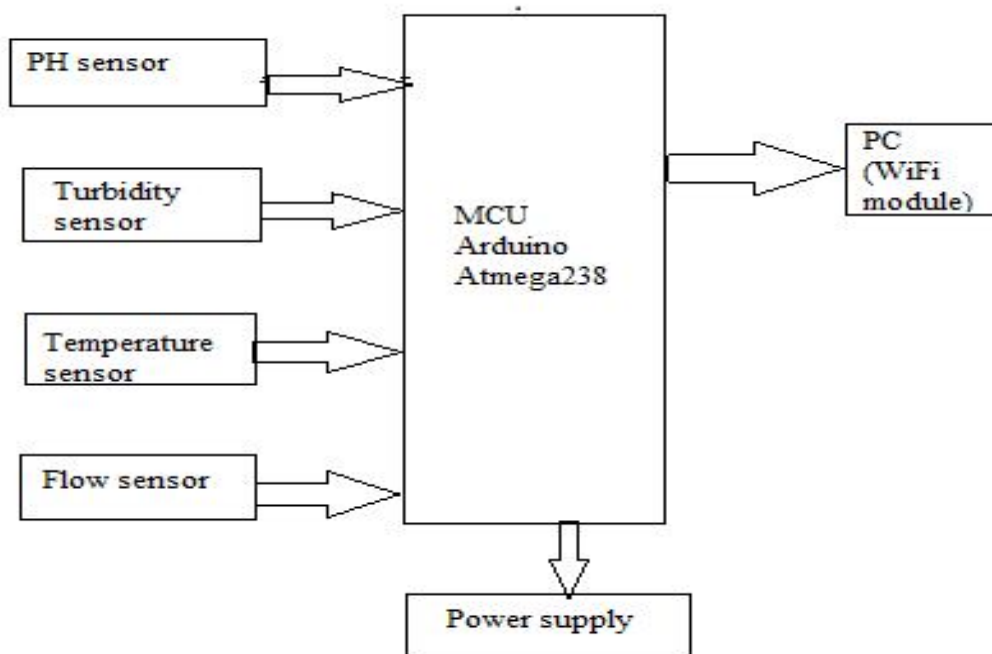 PH sensor
Turbidity
sensor
Temperature
sensor
Flow sensor
MCU
Arduino
Atmega238
PC
(WiFi
module)
Power supply